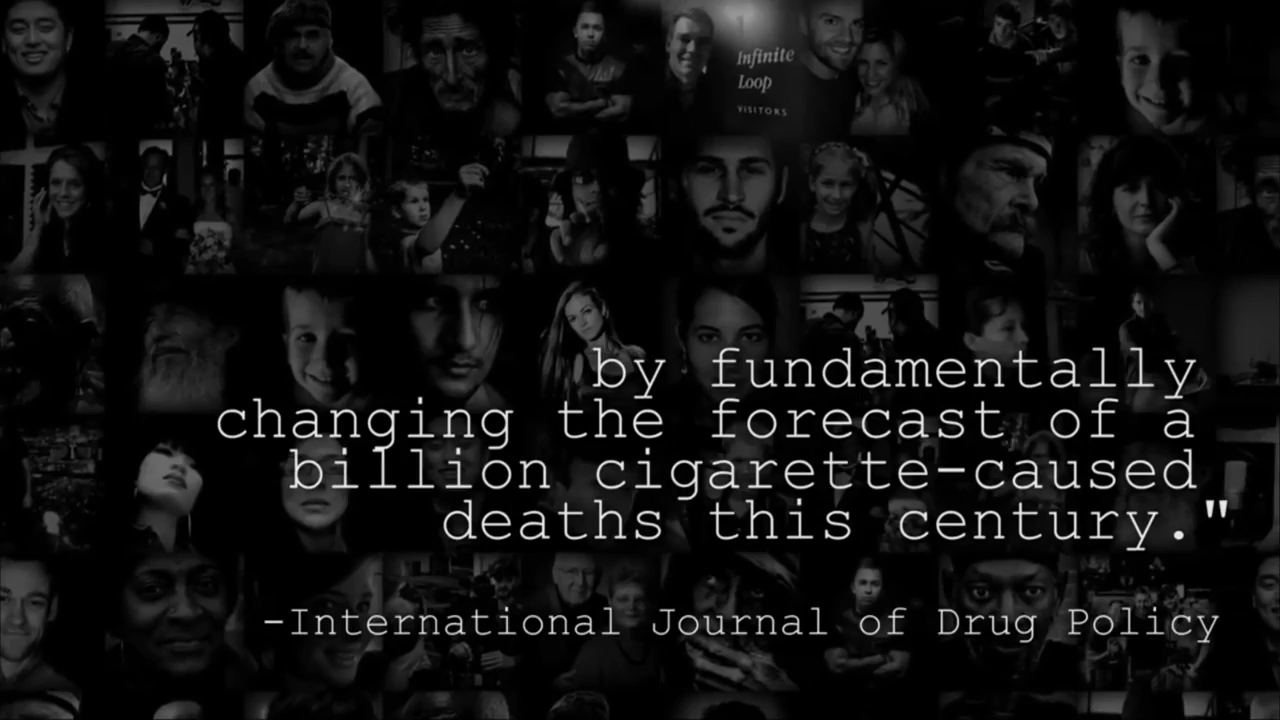 Infinite
Loop
VISITORS
by fundamentally
changing the forecast of a
billion cigarette-caused
deaths this century."
-International Journal of Drug Policy